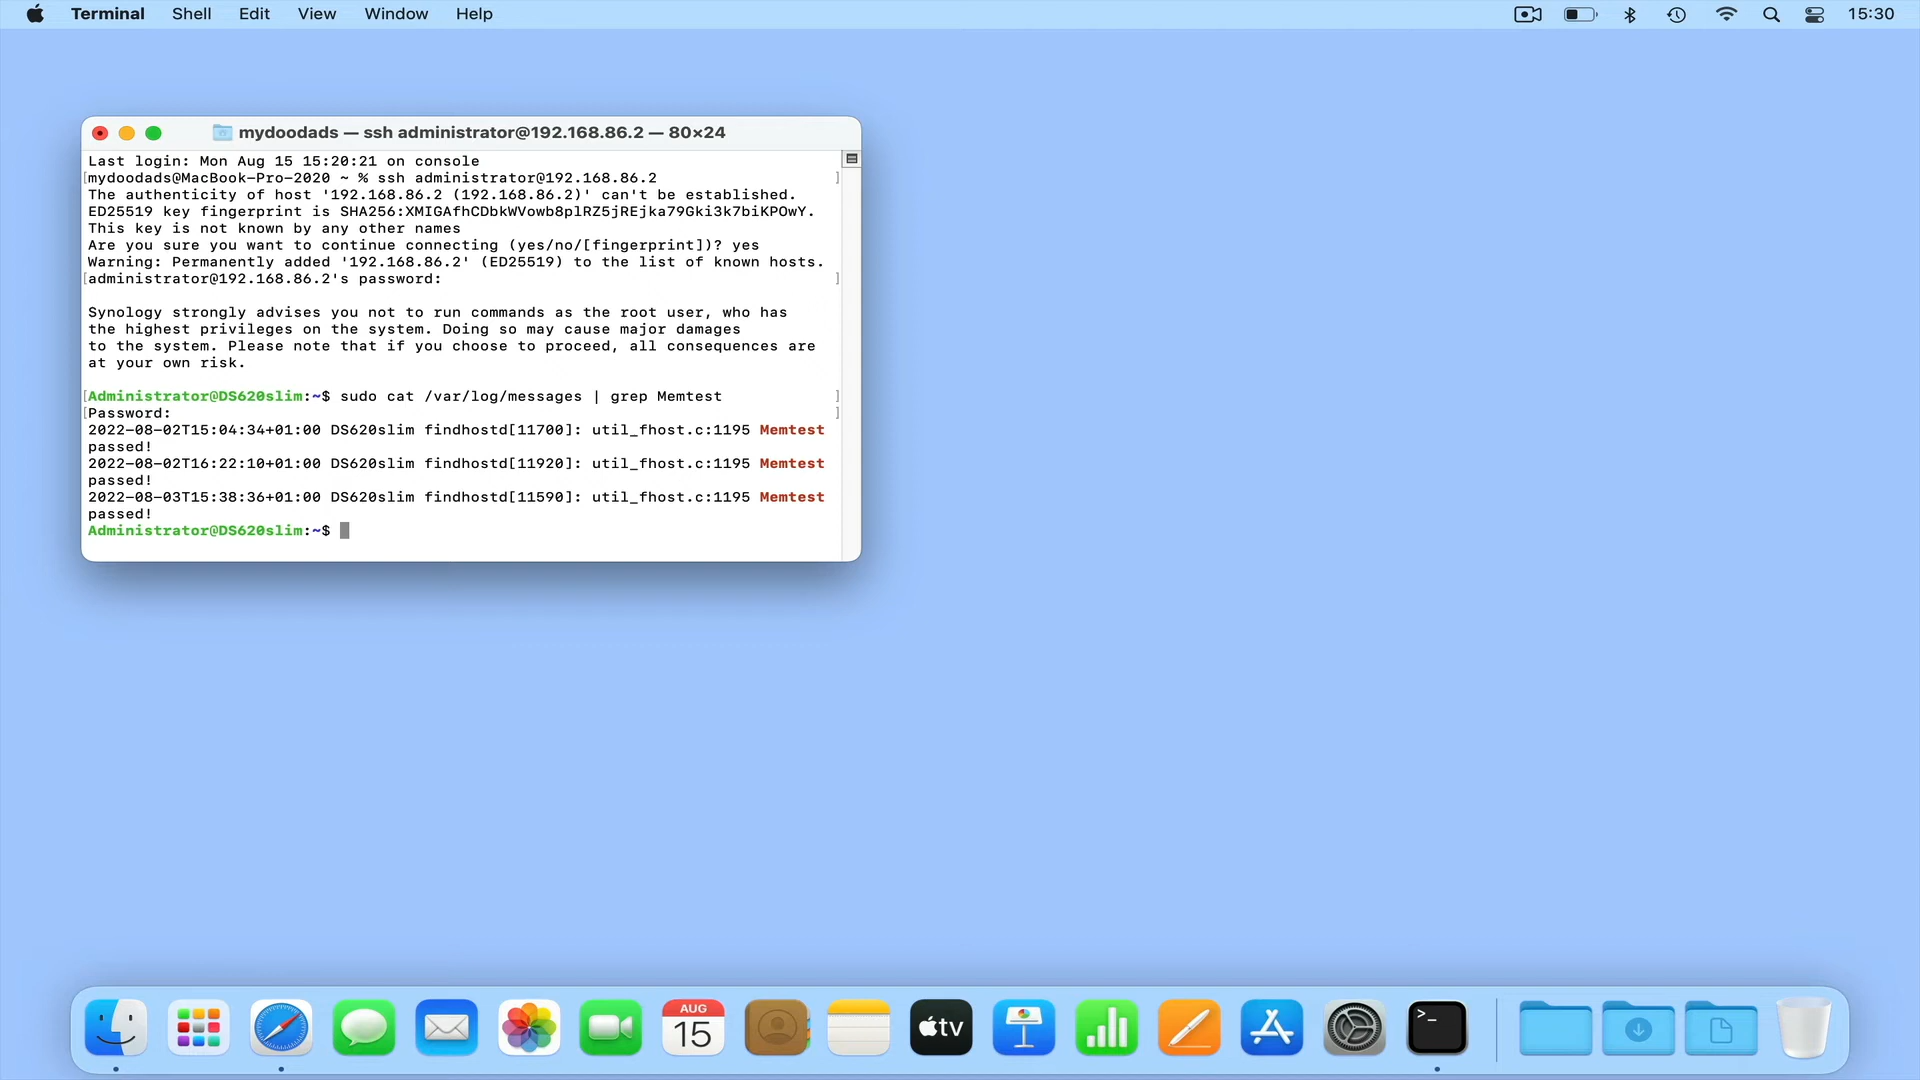 Terminal Shell Edit View Window Help 15:30
mydoodads — ssh administrator@192.168.86.2 — 80×24
Last login: Mon Aug 15 15:20:21 on console
[mydoodads@MacBook-Pro-2020 ~ % ssh administrator@192.168.86.2 ]
The authenticity of host '192.168.86.2 (192.168.86.2)' can't be established.
ED25519 key fingerprint is SHA256:XMIGAfhCDbkWVowb8plRZ5jREjka79Gki3k7biKPOwY.
This key is not known by any other names
Are you sure you want to continue connecting (yes/no/[fingerprint])? yes
Warning: Permanently added '192.168.86.2' (ED25519) to the list of known hosts.
[administrator@192.168.86.2's password: ]
Synology strongly advises you not to run commands as the root user, who has
the highest privileges on the system. Doing so may cause major damages
to the system. Please note that if you choose to proceed, all consequences are
at your own risk.
[Administrator@DS620slim:~$ sudo cat /var/log/messages | grep Memtest ]
[Password: ]
2022-08-02T15:04:34+01:00 DS620slim findhostd[11700]: util_fhost.c:1195 Memtest
passed!
2022-08-02T16:22:10+01:00 DS620slim findhostd[11920]: util_fhost.c:1195 Memtest
passed!
2022-08-03T15:38:36+01:00 DS620slim findhostd[11590]: util_fhost.c:1195 Memtest
passed!
Administrator@DS620slim:~$
AUG
15
tv
>_